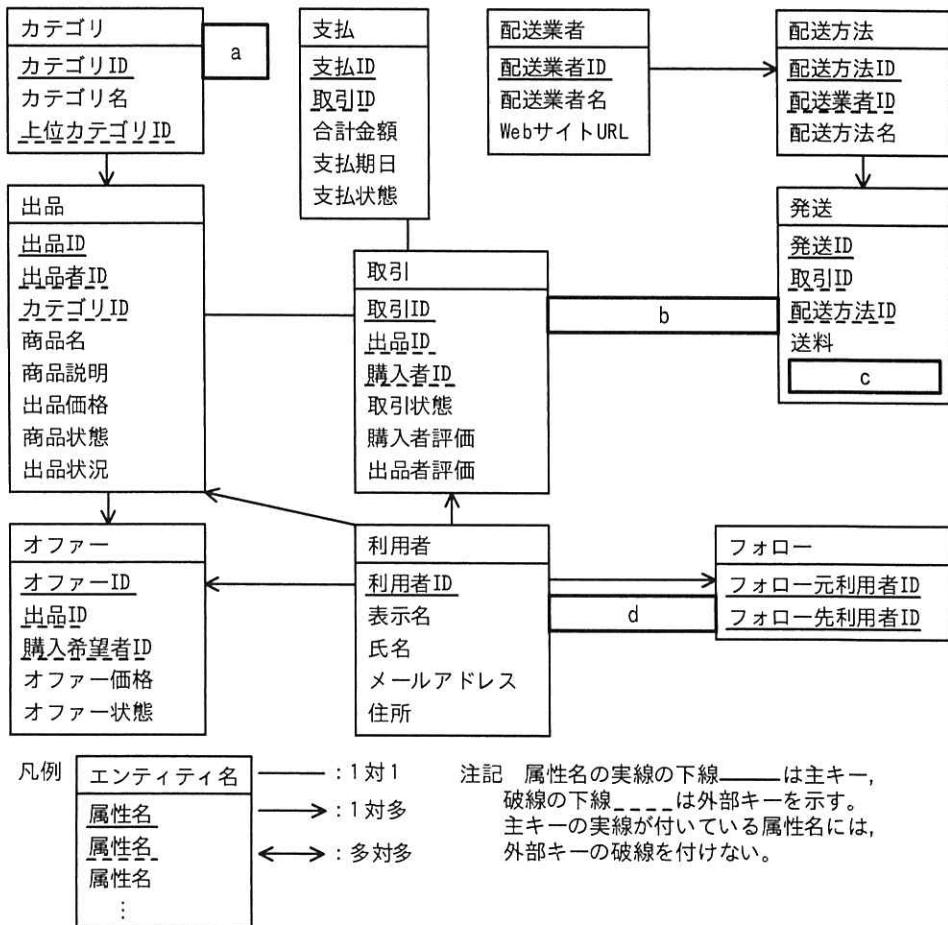 カテゴリ
カテゴリID
カテゴリ名
上位カテゴリID
a
支払
支払ID
取引ID
合計金額
支払期日
支払状態
配送業者
配送業者ID
配送業者名
WebサイトURL
配送方法
配送方法ID
配送業者ID
配送方法名
出品
出品ID
出品者ID
カテゴリID
商品名
商品説明
出品価格
商品状態
出品状況
取引
取引ID
出品ID
購入者ID
取引状態
購入者評価
出品者評価
b
発送
発送ID
取引ID
配送方法ID
送料
c
オファー
オファーID
出品ID
購入希望者ID
オファー価格
オファー状態
利用者
利用者ID
表示名
氏名
メールアドレス
住所
d
フォロー
フォロー元利用者ID
フォロー先利用者ID
凡例
エンティティ名
属性名
属性名
属性名
⋮
：1対1
：1対多
：多対多
注記 属性名の実線の下線＿＿＿は主キー，
破線の下線＿＿＿＿は外部キーを示す。
主キーの実線が付いている属性名には，
外部キーの破線を付けない。